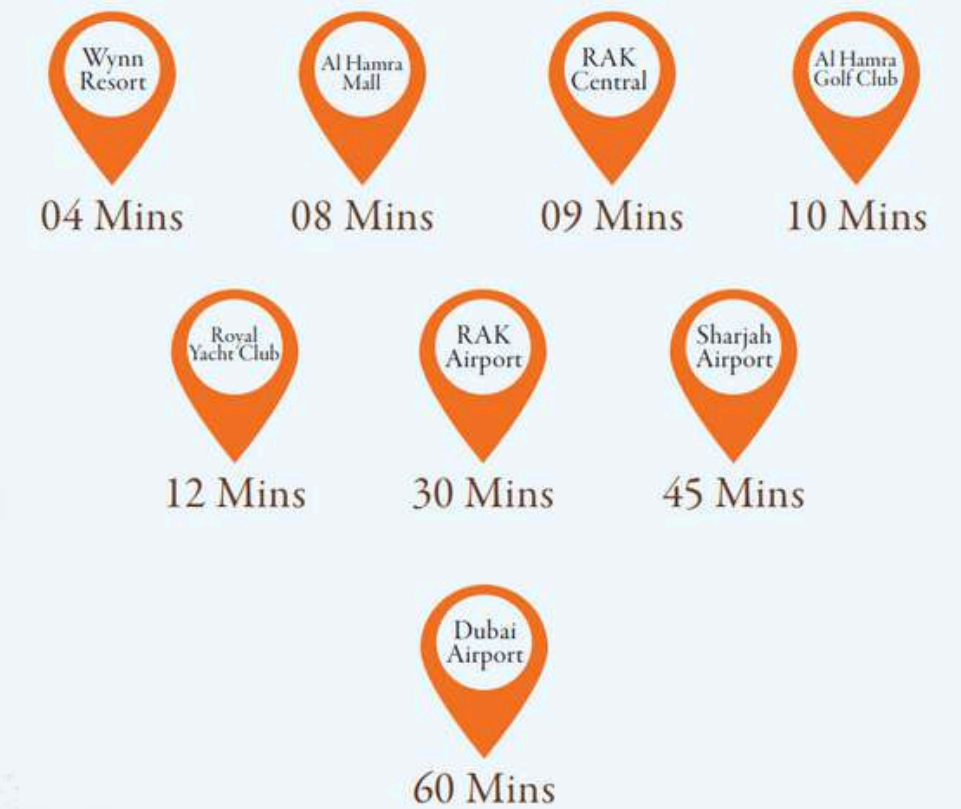 Wynn
Resort
04 Mins
Al Hamra
Mall
08 Mins
RAK
Central
09 Mins
Al Hamra
Golf Club
10 Mins
Royal
Yacht Club
12 Mins
RAK
Airport
30 Mins
Sharjah
Airport
45 Mins
Dubai
Airport
60 Mins